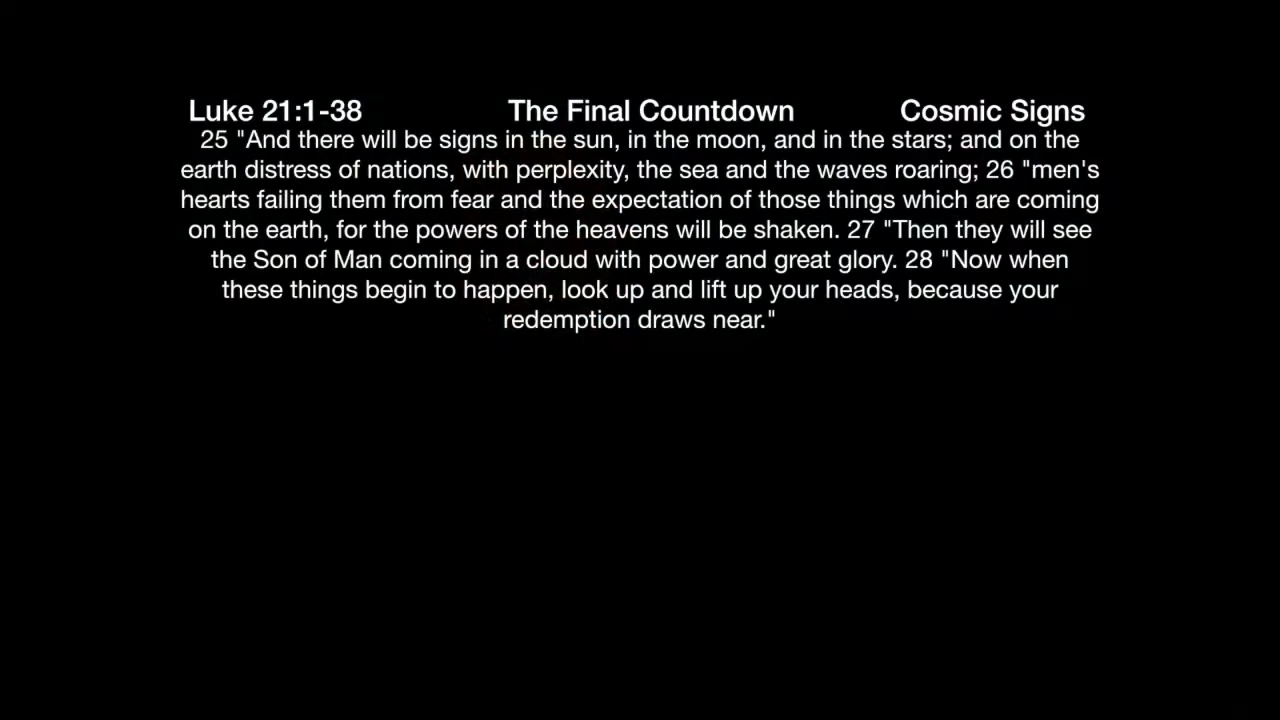 Luke 21:1-38 The Final Countdown Cosmic Signs
25 "And there will be signs in the sun, in the moon, and in the stars; and on the
earth distress of nations, with perplexity, the sea and the waves roaring; 26 "men's
hearts failing them from fear and the expectation of those things which are coming
on the earth, for the powers of the heavens will be shaken. 27 "Then they will see
the Son of Man coming in a cloud with power and great glory. 28 "Now when
these things begin to happen, look up and lift up your heads, because your
redemption draws near."